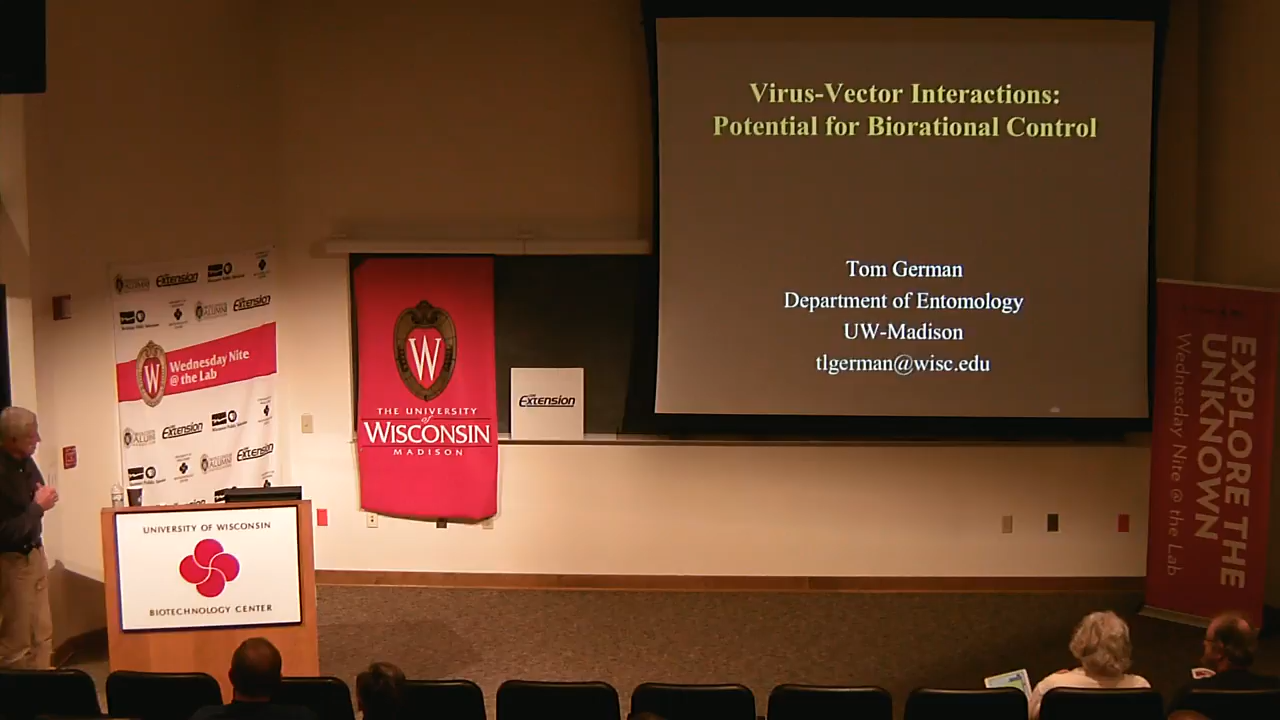 Virus-Vector Interactions:
Potential for Biorational Control
Tom German
Department of Entomology
UW-Madison
tlgerman@wisc.edu
Extension
Extension
Wednesday Nite
@ the Lab
Extension
Extension
Extension
W
THE UNIVERSITY
of
WISCONSIN
MADISON
Extension
UNIVERSITY OF WISCONSIN
BIOTECHNOLOGY CENTER
EXPLORE THE
UNKNOWN
Wednesday Nite @ the Lab